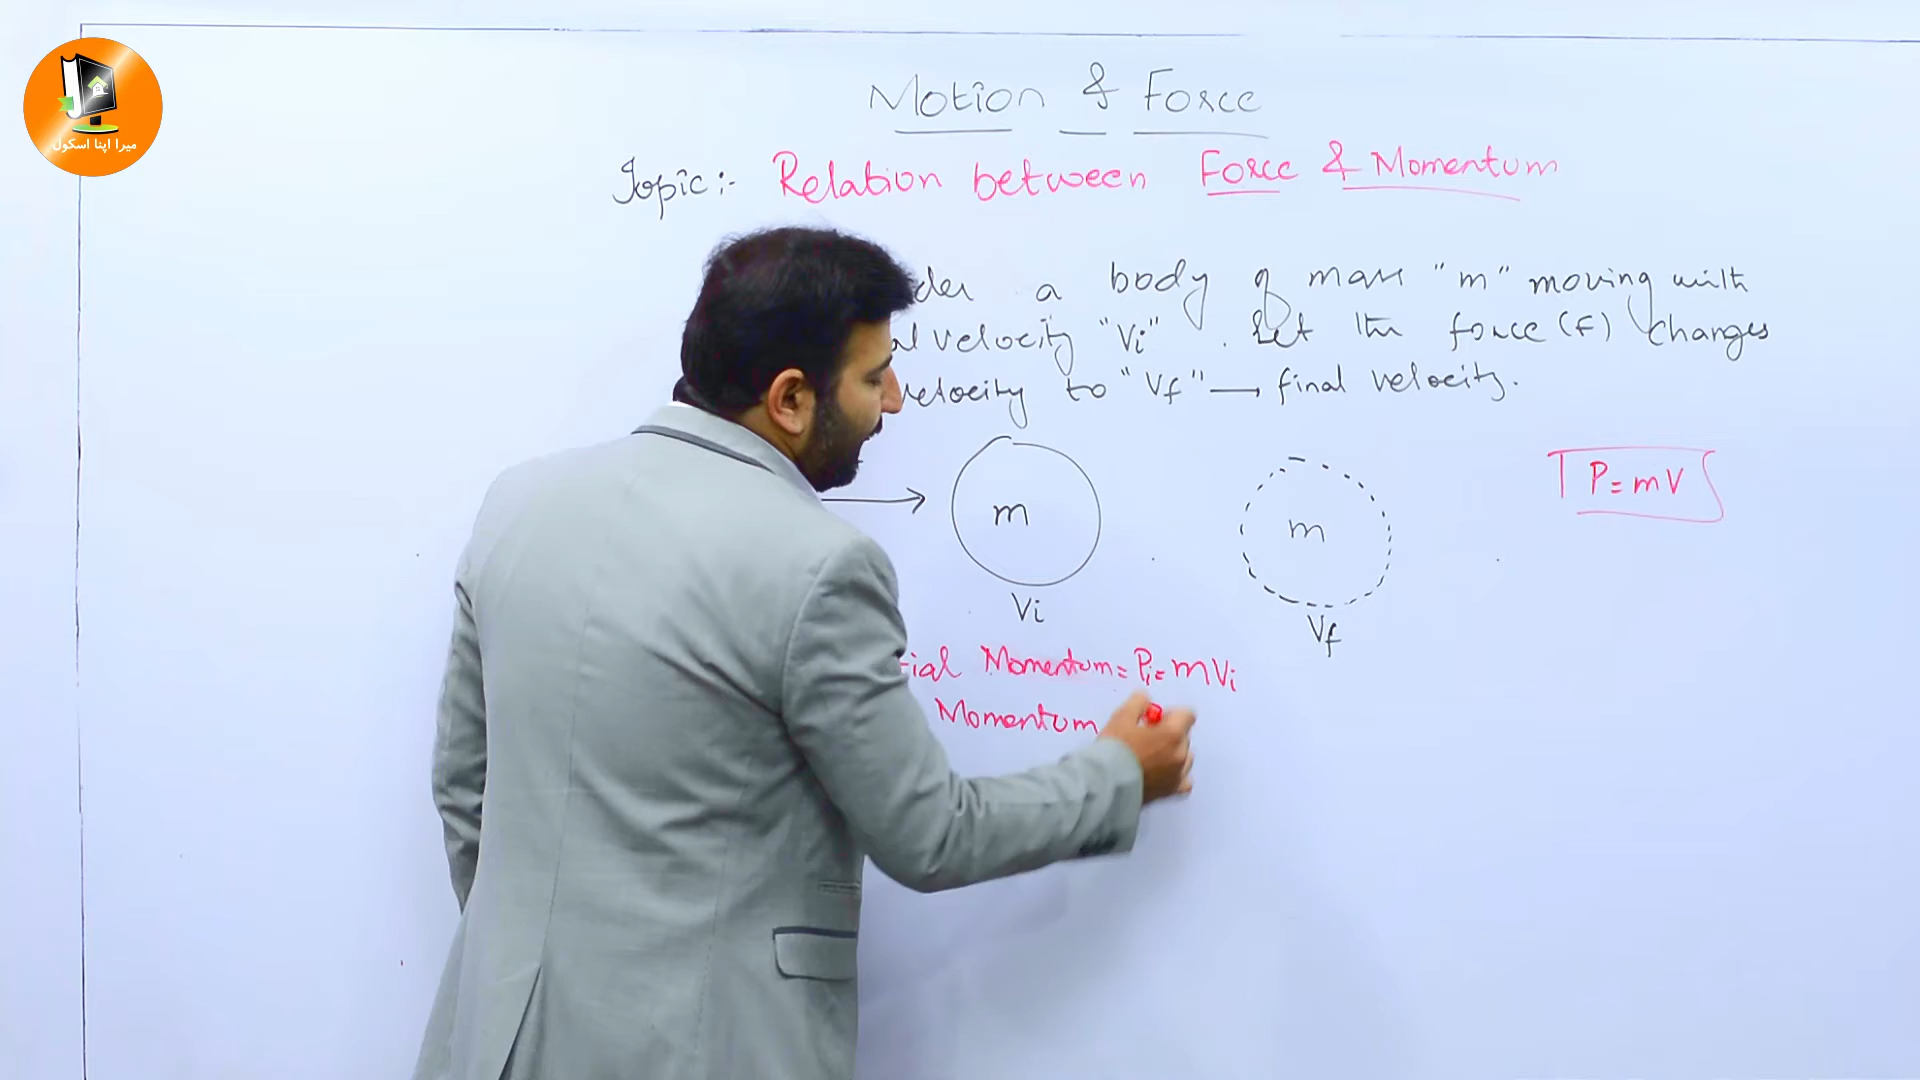 میرا اپنا اسکول
Motion & Force
Topic:- Relation between Force & Momentum
a body of mass "m" moving with
velocity "Vi". Let the force (F) changes
velocity to "Vf" → final velocity.
P=mV
m
m
Vi
Vf
Momentum = Pi = mVi
Momentum